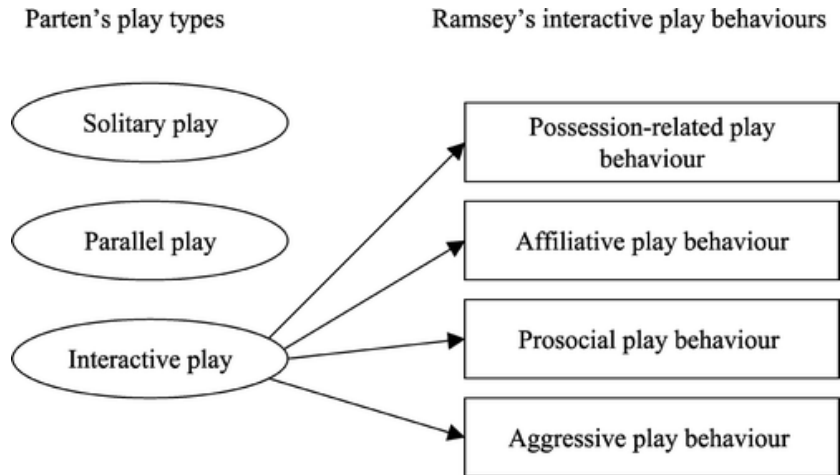 Parten's play types
Ramsey's interactive play behaviours
Solitary play
Parallel play
Interactive play
Possession-related play
behaviour
Affiliative play behaviour
Prosocial play behaviour
Aggressive play behaviour